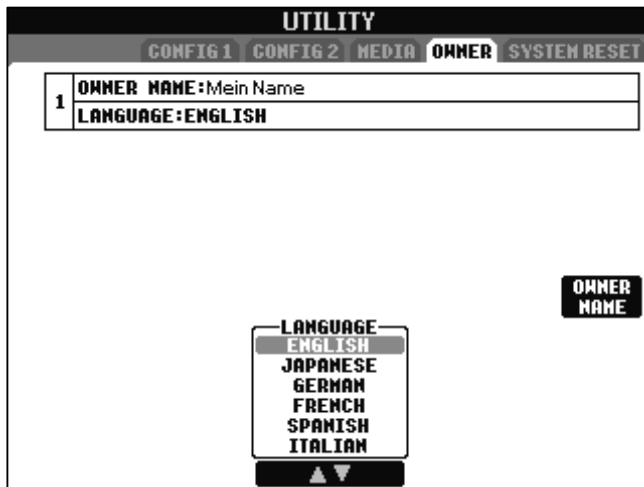 UTILITY
CONFIG 1 CONFIG 2 MEDIA OWNER SYSTEM RESET
1
OWNER NAME:Mein Name
LANGUAGE:ENGLISH
OWNER
NAME
LANGUAGE
ENGLISH
JAPANESE
GERMAN
FRENCH
SPANISH
ITALIAN